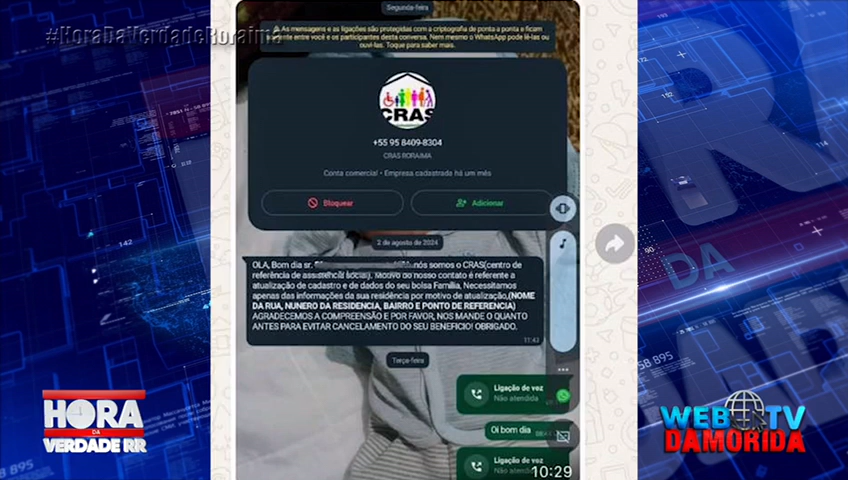 #HoraDaVerdadeRoraima
Segunda-feira
As mensagens e as ligações são protegidas com a criptografia de ponta a ponta e ficam
somente entre você e os participantes desta conversa. Nem mesmo o WhatsApp pode lê-las ou
ouvi-las. Toque para saber mais.
CRAS
+55 95 8409-8304
CRAS RORAIMA
Conta comercial • Empresa cadastrada há um mês
Bloquear
Adicionar
2 de agosto de 2024
OLA, Bom dia sr. nós somos o CRAS(centro de
referência de assistência social). Motivo do nosso contato é referente a
atualização de cadastro e de dados do seu bolsa Família. Necessitamos
apenas das informações da sua residência por motivo de atualização,(NOME
DA RUA, NUNERO DA RESIDENCIA, BAIRRO E PONTO DE REFERENCIA)
AGRADECEMOS A COMPREENSÃO E POR FAVOR, NOS MANDE O QUANTO
ANTES PARA EVITAR CANCELAMENTO DO SEU BENEFICIO! OBRIGADO.
11:43
Terça-feira
Ligação de voz
Não atendida
Oi bom dia
Ligação de voz
Não
10:29
HORA
DA
VERDADE RR
WEB TV
DAMORIDA
R
DA
142
58 895